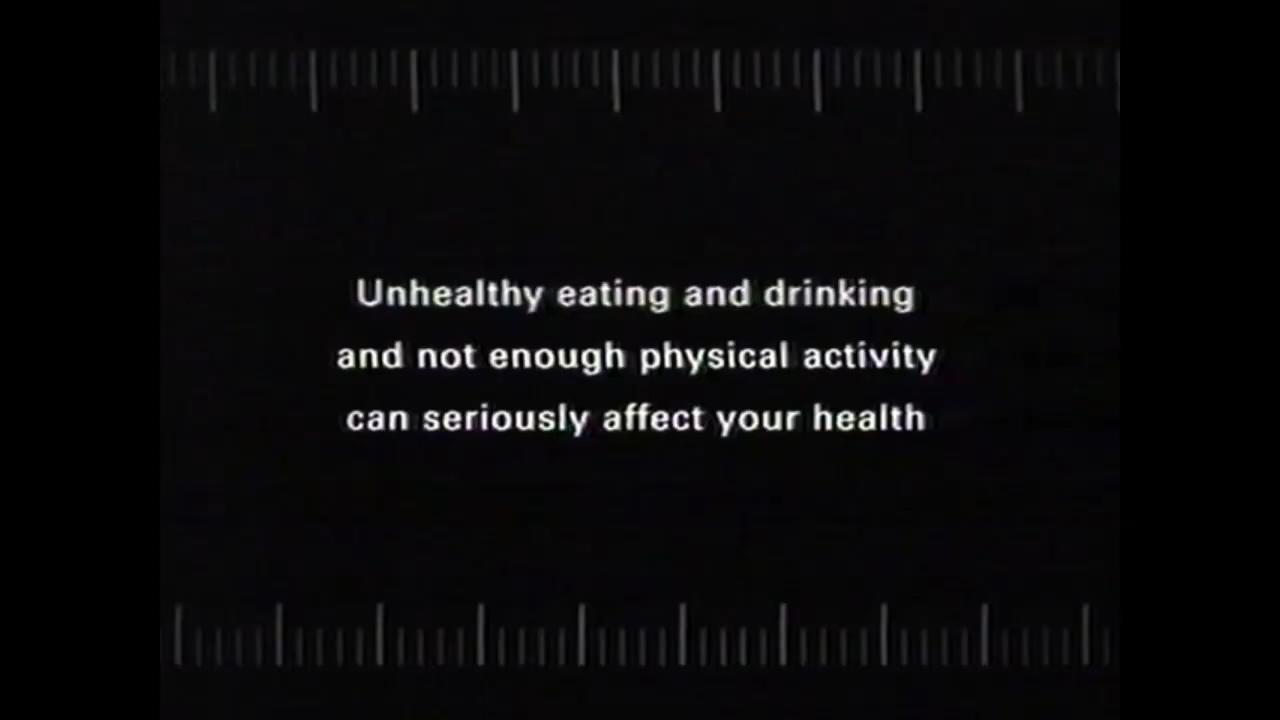 Unhealthy eating and drinking
and not enough physical activity
can seriously affect your health